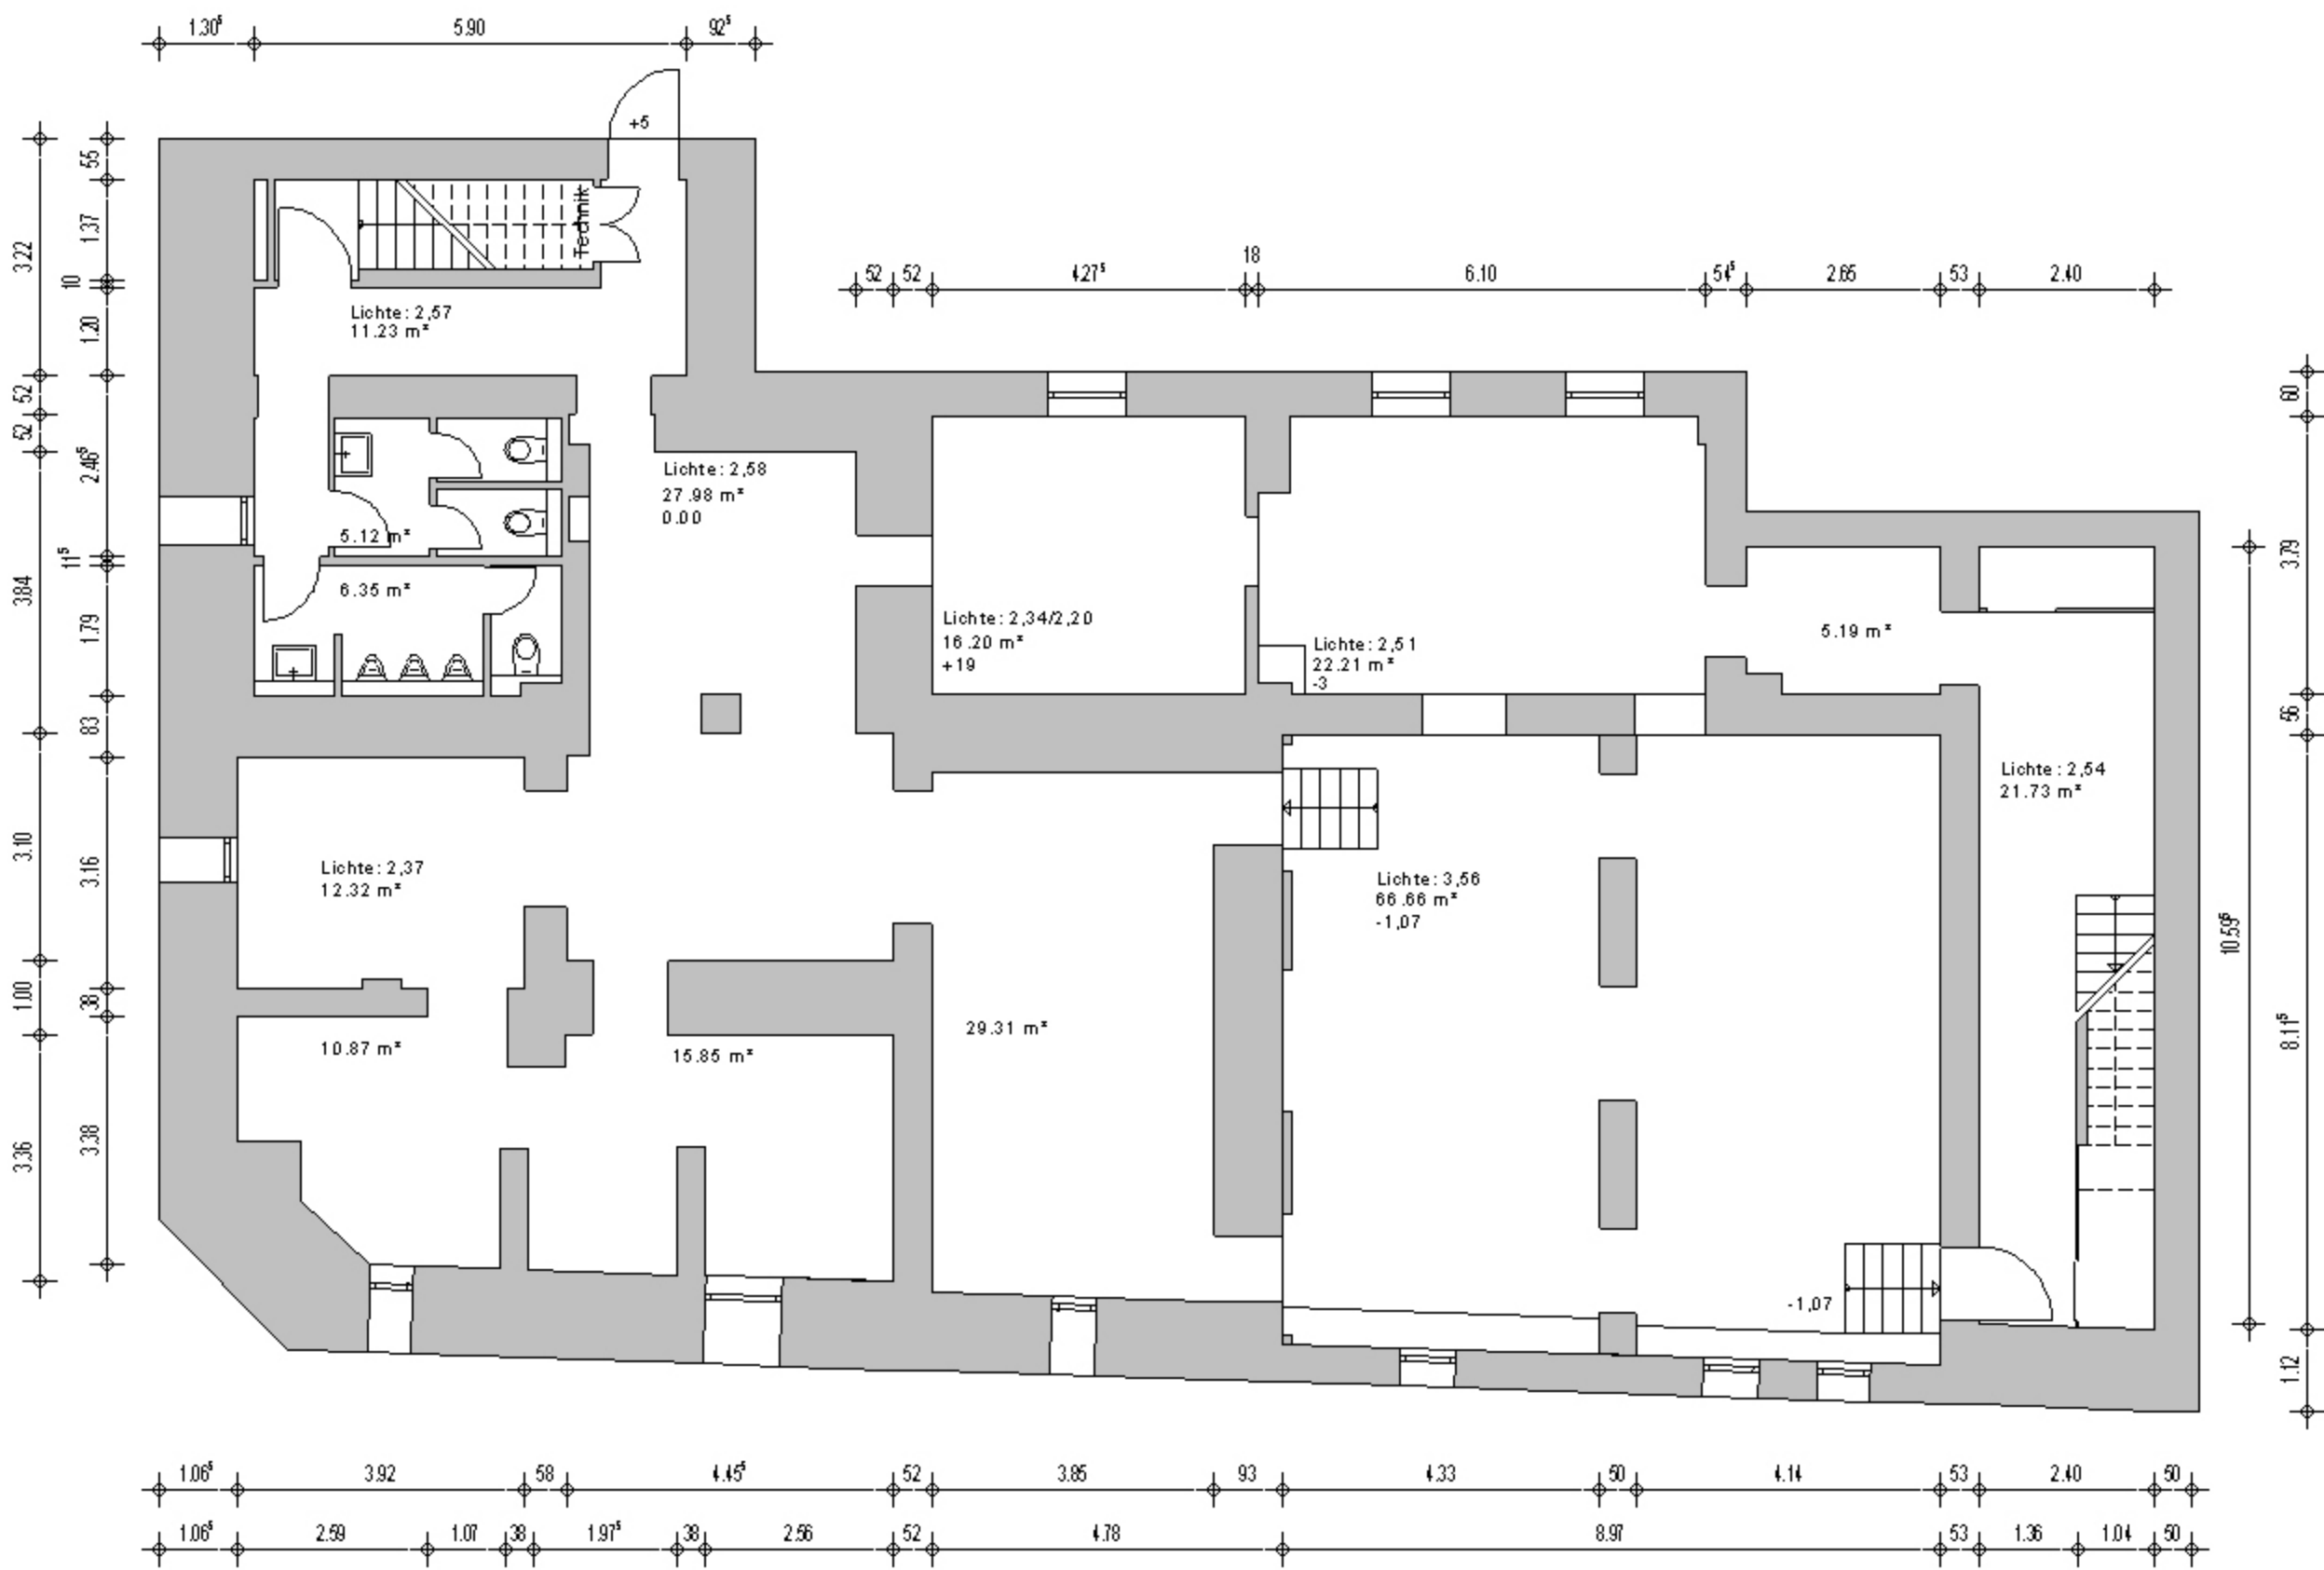 1.30⁵ 5.90 92⁵
+5
55
1.37
3.22
10
1.20
Technik
Lichte: 2,57
11.23 m²
18
52 52 4.27⁵ 6.10 54⁵ 2.65 53 2.40
52
52
2.46⁵
60
Lichte: 2,58
27.98 m²
0.00
5.12 m²
11⁵
3.84
6.35 m²
1.79
3.79
Lichte: 2,34/2,20
16.20 m²
+19
Lichte: 2,51
22.21 m²
-3
5.19 m²
83
56
Lichte: 2,54
21.73 m²
3.10
3.16
Lichte: 2,37
12.32 m²
Lichte: 3,56
66.66 m²
-1,07
10.59⁵
1.00
38
10.87 m²
15.85 m²
29.31 m²
8.11⁵
3.36
3.38
-1,07
1.12
1.06⁵ 3.92 58 4.45⁵ 52 3.85 93 4.33 50 4.14 53 2.40 50
1.06⁵ 2.59 1.07 38 1.97⁵ 38 2.56 52 4.78 8.97 53 1.36 1.04 50